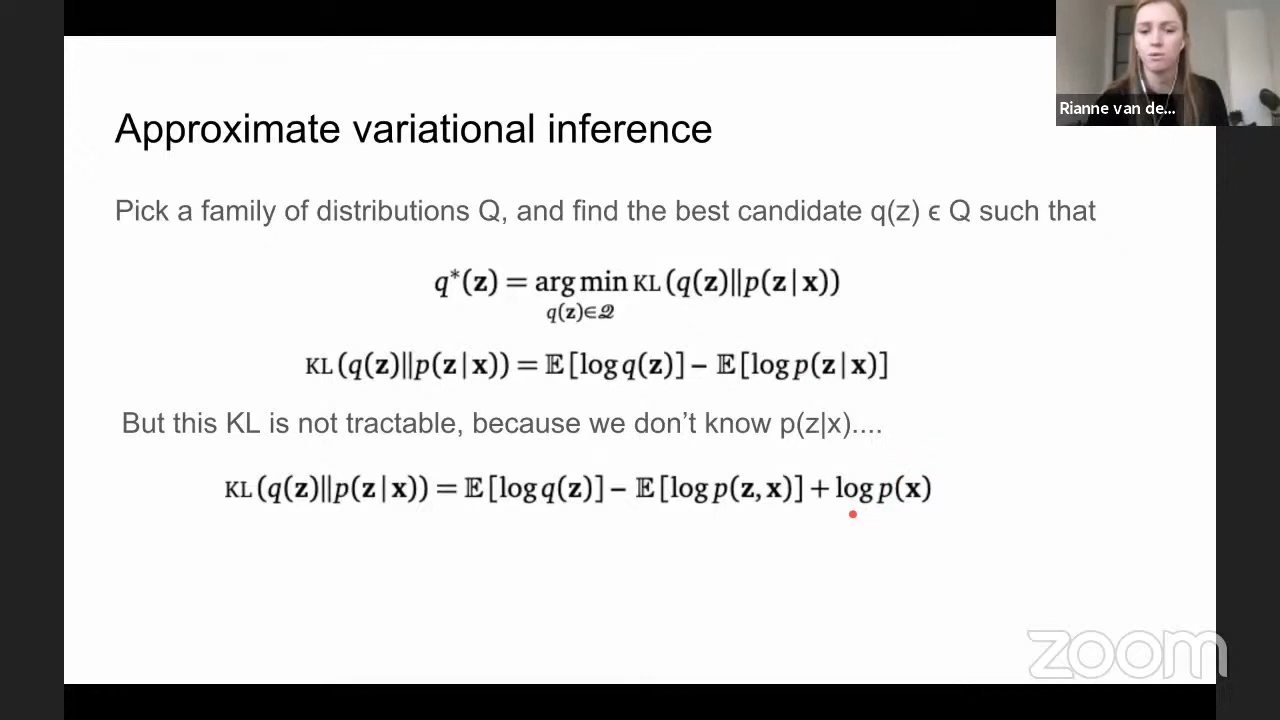 Rianne van de...
Approximate variational inference
Pick a family of distributions Q, and find the best candidate q(z) ϵ Q such that
q*(z) = arg min KL (q(z)||p(z | x))
q(z)∈𝒬
KL (q(z)||p(z | x)) = 𝔼 [log q(z)] − 𝔼 [log p(z | x)]
But this KL is not tractable, because we don’t know p(z|x)....
KL (q(z)||p(z | x)) = 𝔼 [log q(z)] − 𝔼 [log p(z, x)] + log p(x)
zoom